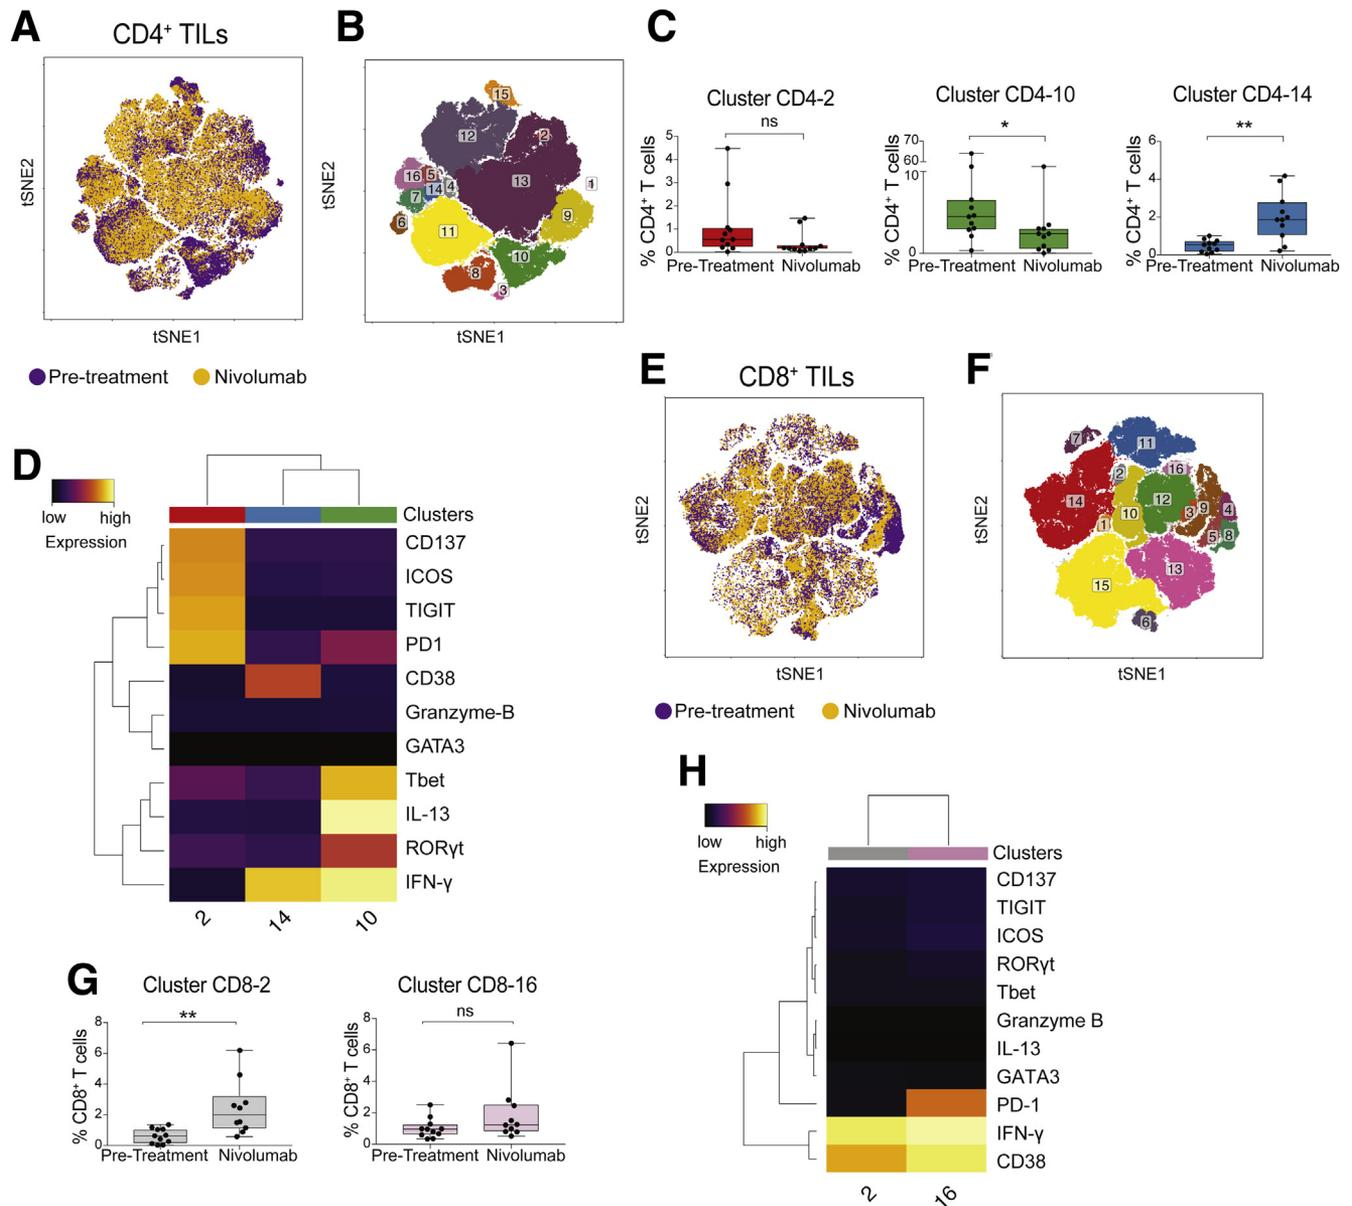 A
CD4⁺ TILs
tSNE2
tSNE1
Pre-treatment
Nivolumab
B
15
12
2
16
5
14
4
13
1
7
6
9
11
10
8
3
tSNE2
tSNE1
C
Cluster CD4-2
ns
% CD4⁺ T cells
5
4
3
2
1
0
Pre-Treatment Nivolumab
Cluster CD4-10
*
% CD4⁺ T cells
70
60
10
0
Pre-Treatment Nivolumab
Cluster CD4-14
**
% CD4⁺ T cells
6
4
2
0
Pre-Treatment Nivolumab
D
low high
Expression
Clusters
CD137
ICOS
TIGIT
PD1
CD38
Granzyme-B
GATA3
Tbet
IL-13
RORγt
IFN-γ
2 14 10
E
CD8⁺ TILs
tSNE2
tSNE1
Pre-treatment
Nivolumab
F
7
11
2
16
14
12
10
3
9
4
1
5
8
13
15
6
tSNE2
tSNE1
G
Cluster CD8-2
**
% CD8⁺ T cells
8
6
4
2
0
Pre-Treatment Nivolumab
Cluster CD8-16
ns
% CD8⁺ T cells
8
6
4
2
0
Pre-Treatment Nivolumab
H
low high
Expression
Clusters
CD137
TIGIT
ICOS
RORγt
Tbet
Granzyme B
IL-13
GATA3
PD-1
IFN-γ
CD38
2 16